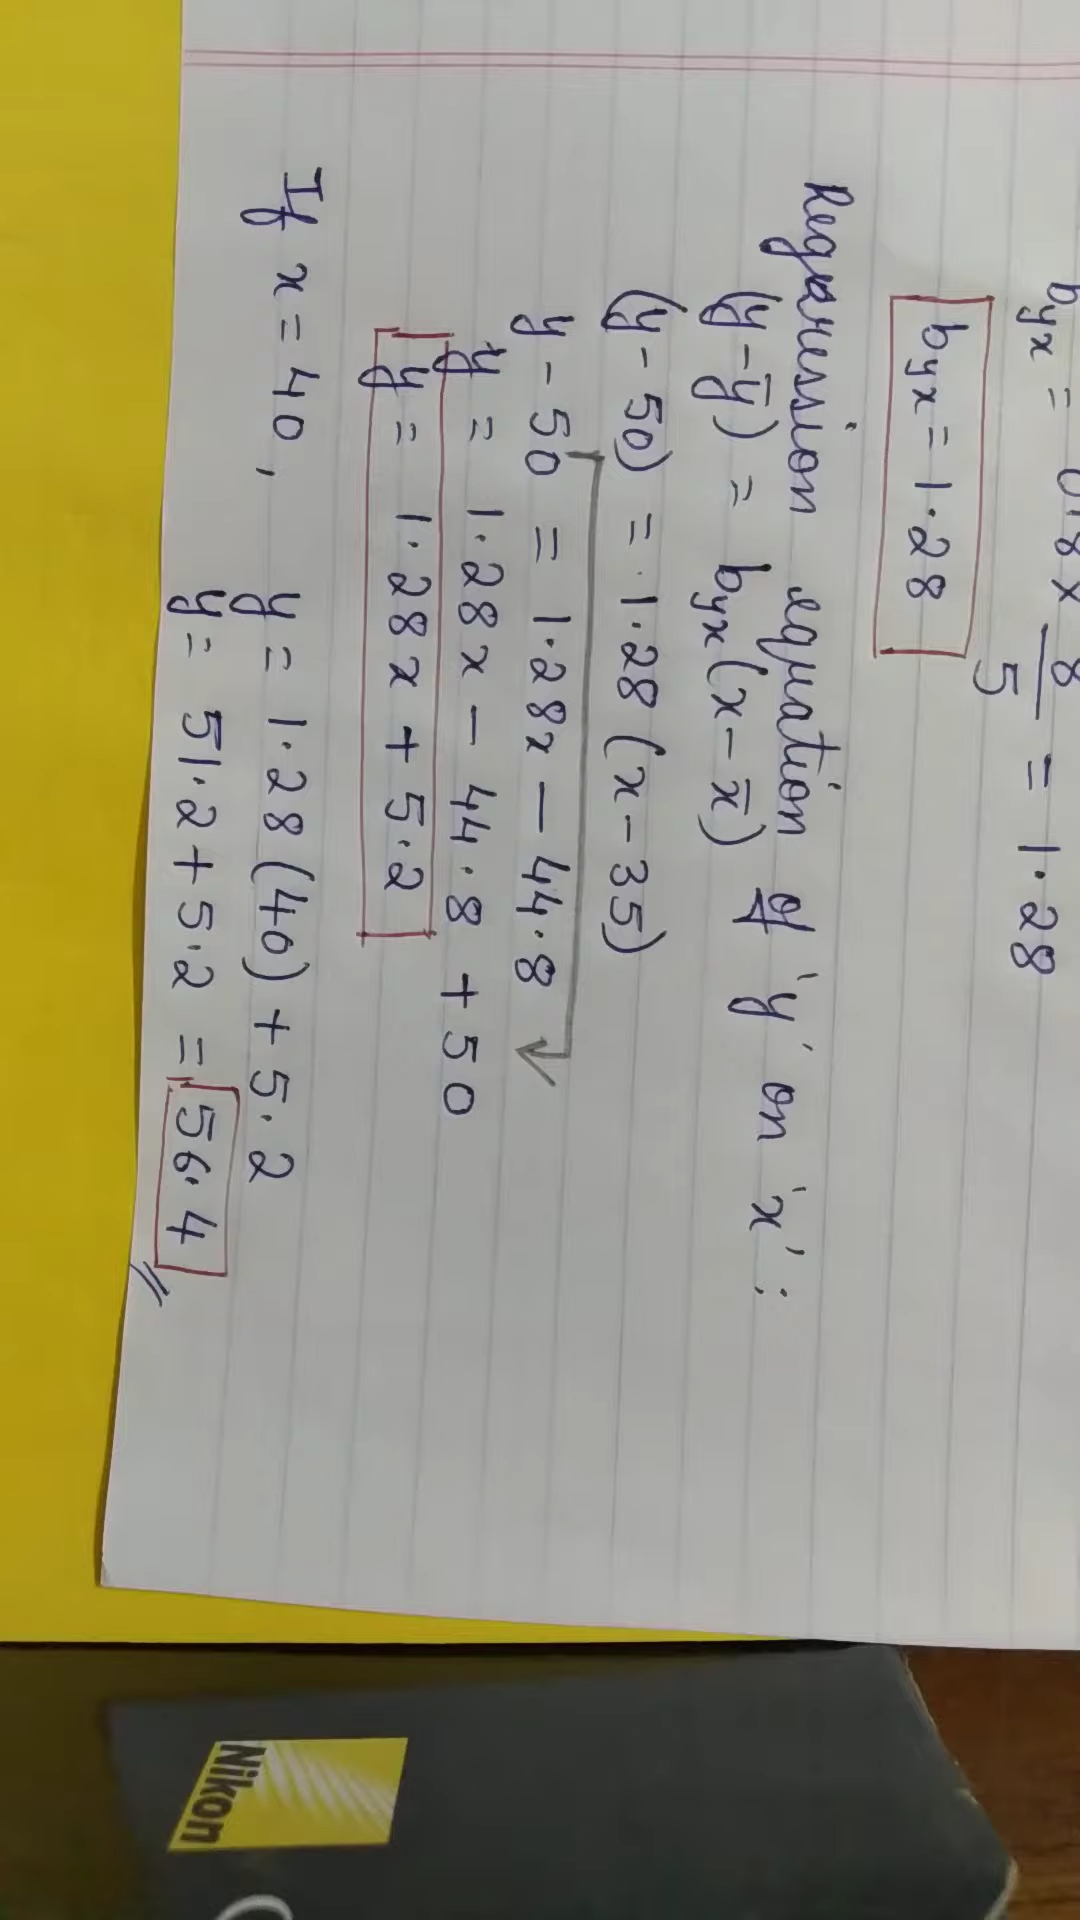 byx = 0.8 × 8/5 = 1.28
byx = 1.28
Regression equation of 'y' on 'x' :
(y - ȳ) = byx (x - x̄)
(y - 50) = 1.28 (x - 35)
y - 50 = 1.28x - 44.8
y = 1.28x - 44.8 + 50
y = 1.28x + 5.2
If x = 40,
y = 1.28 (40) + 5.2
y = 51.2 + 5.2 = 56.4
Nikon